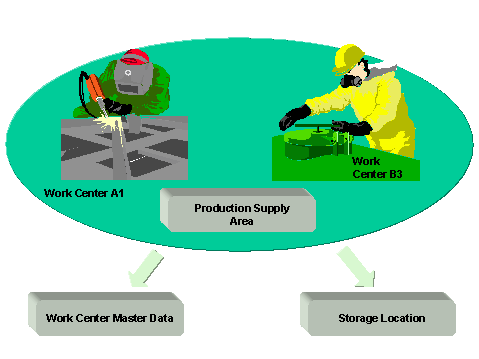 Work
Center B3
Work Center A1
Production Supply
Area
Work Center Master Data
Storage Location